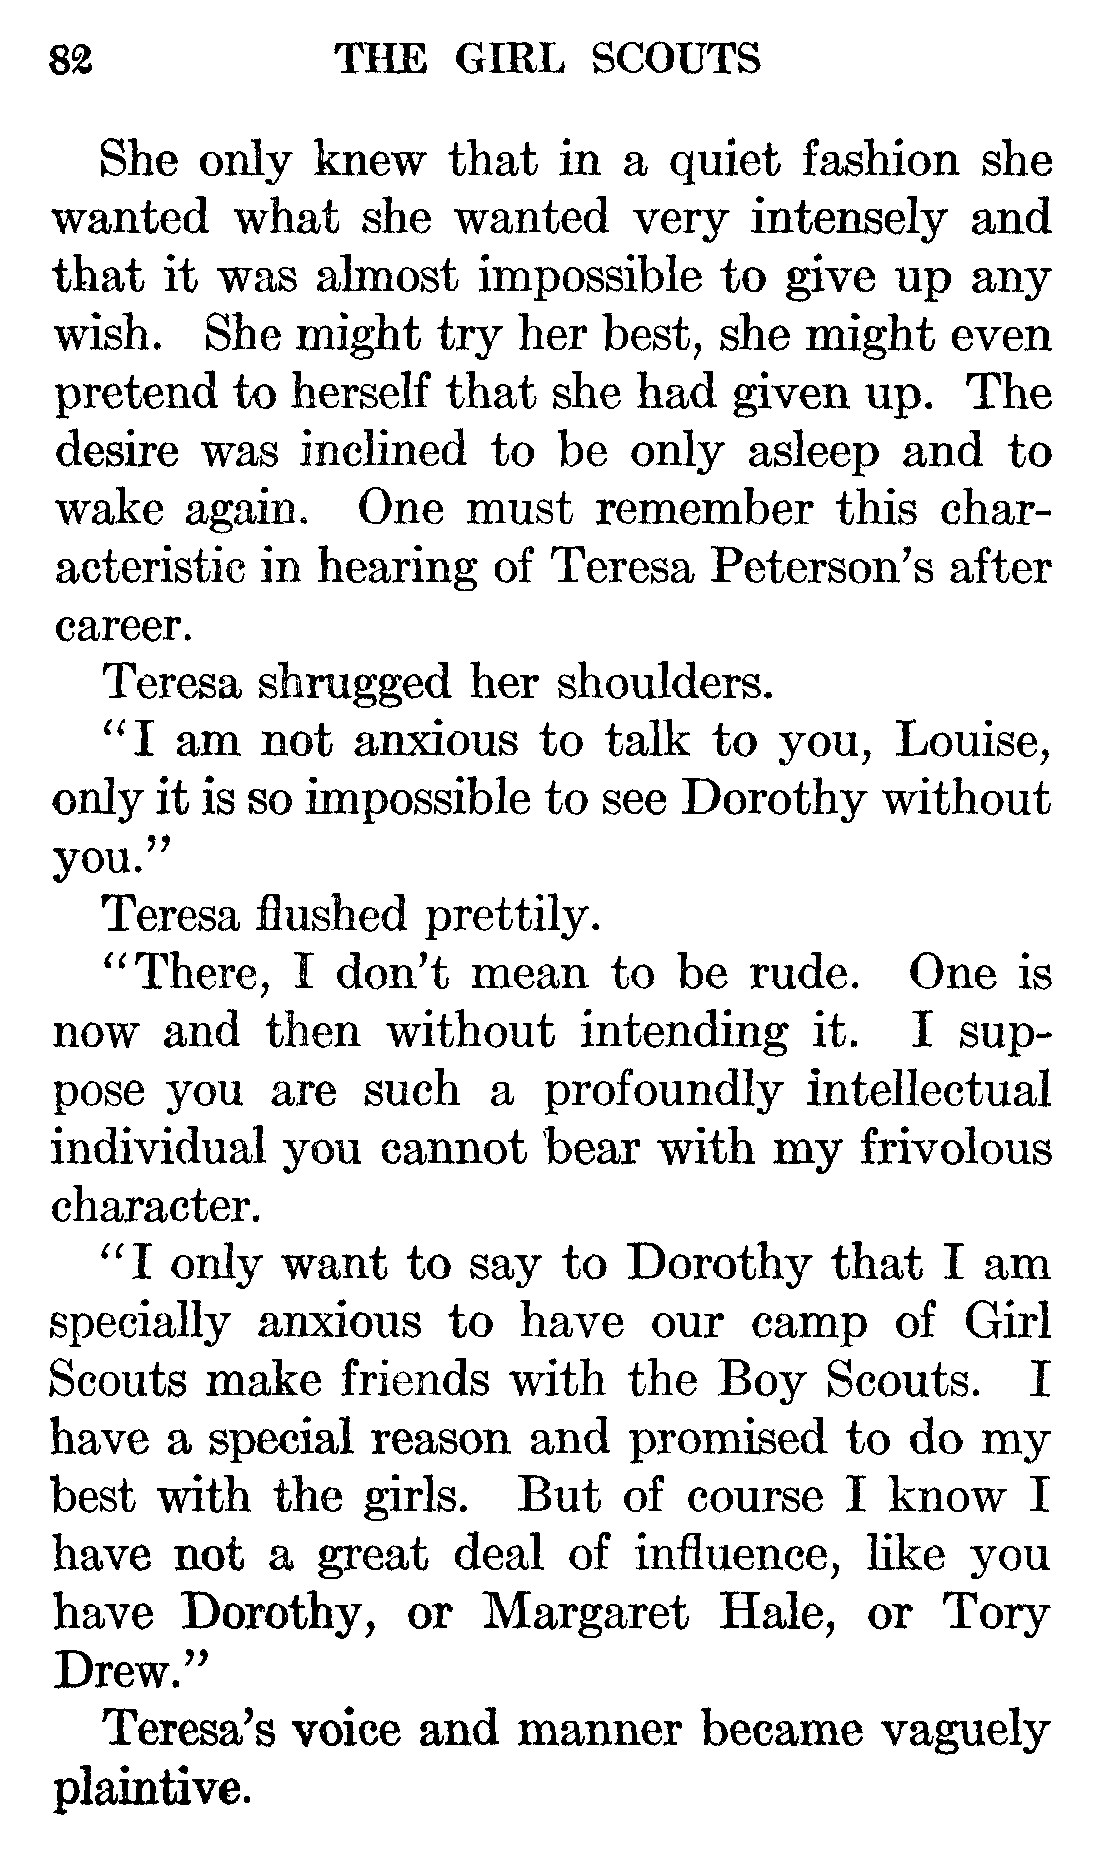 82 THE GIRL SCOUTS
She only knew that in a quiet fashion she
wanted what she wanted very intensely and
that it was almost impossible to give up any
wish. She might try her best, she might even
pretend to herself that she had given up. The
desire was inclined to be only asleep and to
wake again. One must remember this char-
acteristic in hearing of Teresa Peterson's after
career.
Teresa shrugged her shoulders.
"I am not anxious to talk to you, Louise,
only it is so impossible to see Dorothy without
you."
Teresa flushed prettily.
"There, I don't mean to be rude. One is
now and then without intending it. I sup-
pose you are such a profoundly intellectual
individual you cannot bear with my frivolous
character.
"I only want to say to Dorothy that I am
specially anxious to have our camp of Girl
Scouts make friends with the Boy Scouts. I
have a special reason and promised to do my
best with the girls. But of course I know I
have not a great deal of influence, like you
have Dorothy, or Margaret Hale, or Tory
Drew."
Teresa's voice and manner became vaguely
plaintive.